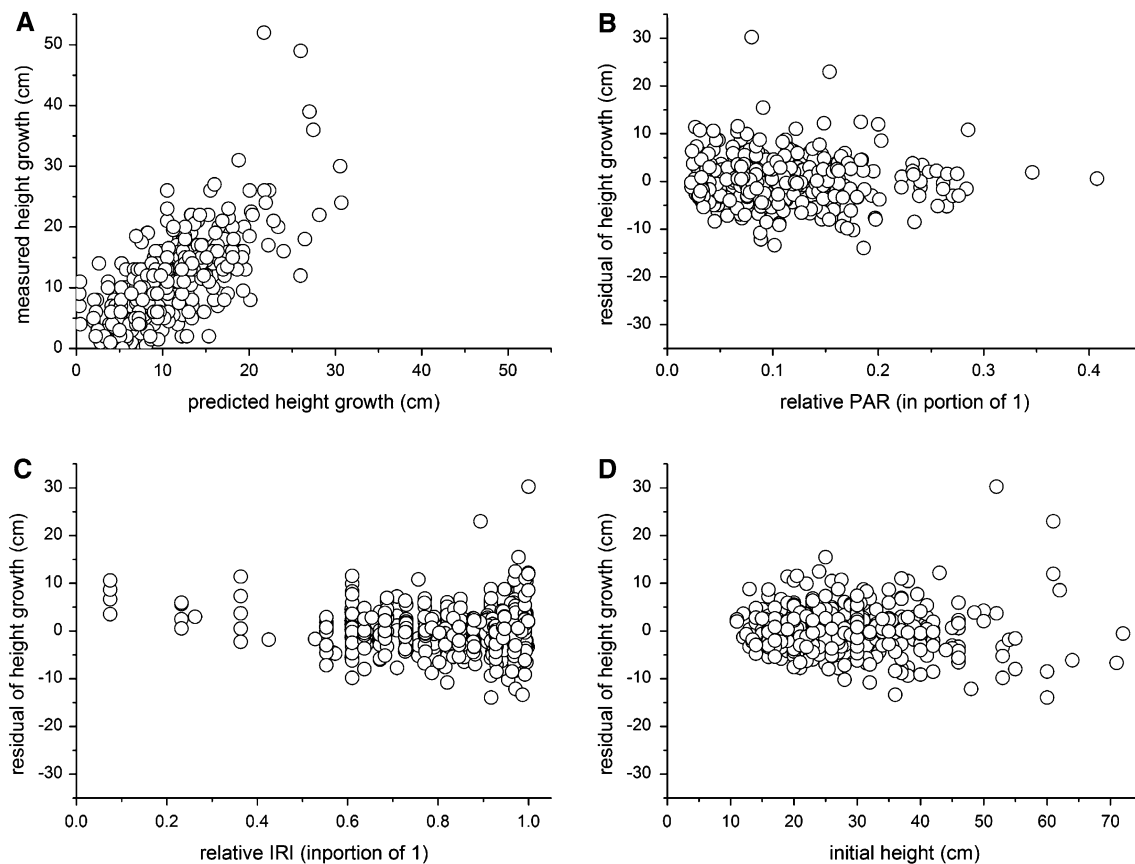 A
measured height growth (cm)
50
40
30
20
10
0
0 10 20 30 40 50
predicted height growth (cm)
B
residual of height growth (cm)
30
20
10
0
-10
-20
-30
0.0 0.1 0.2 0.3 0.4
relative PAR (in portion of 1)
C
residual of height growth (cm)
30
20
10
0
-10
-20
-30
0.0 0.2 0.4 0.6 0.8 1.0
relative IRI (inportion of 1)
D
residual of height growth (cm)
30
20
10
0
-10
-20
-30
0 10 20 30 40 50 60 70
initial height (cm)